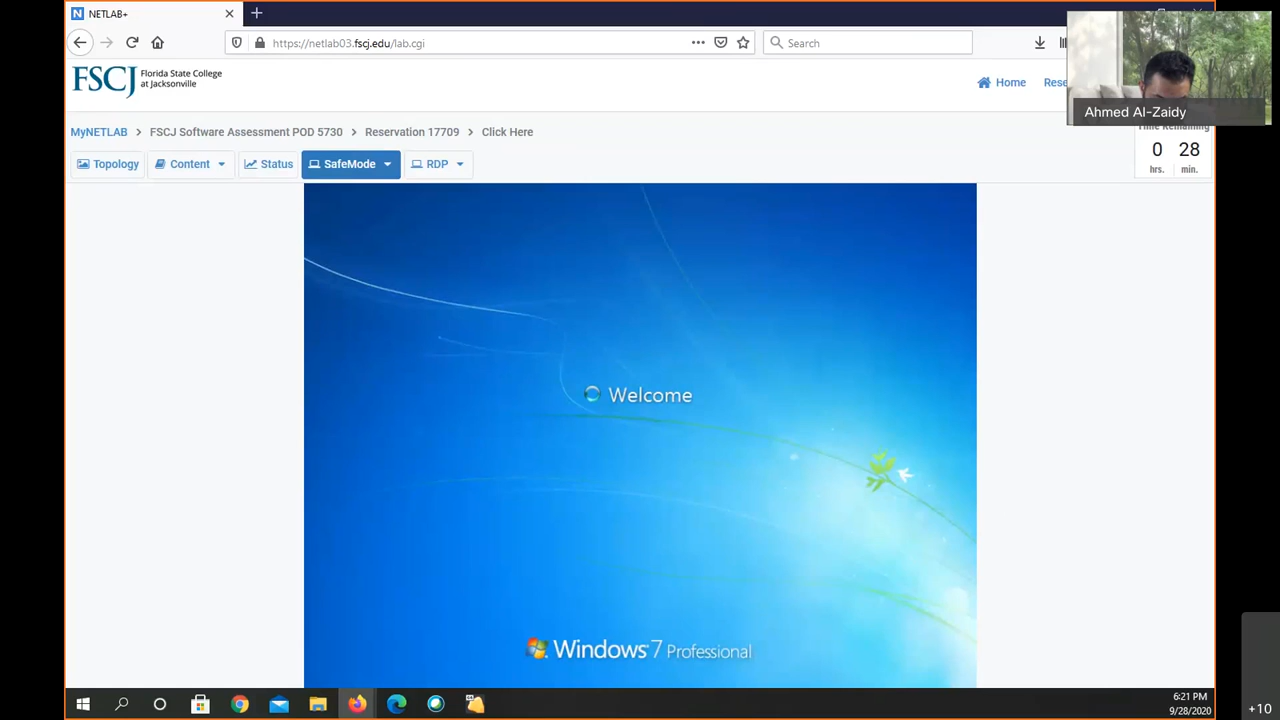 NETLAB+
https://netlab03.fscj.edu/lab.cgi
Search
FSCJ
Florida State College
at Jacksonville
Home
Rese
Ahmed Al-Zaidy
MyNETLAB
FSCJ Software Assessment POD 5730
Reservation 17709
Click Here
Time Remaining
0 28
hrs. min.
Topology
Content
Status
SafeMode
RDP
Welcome
Windows 7 Professional
6:21 PM
9/28/2020
+10